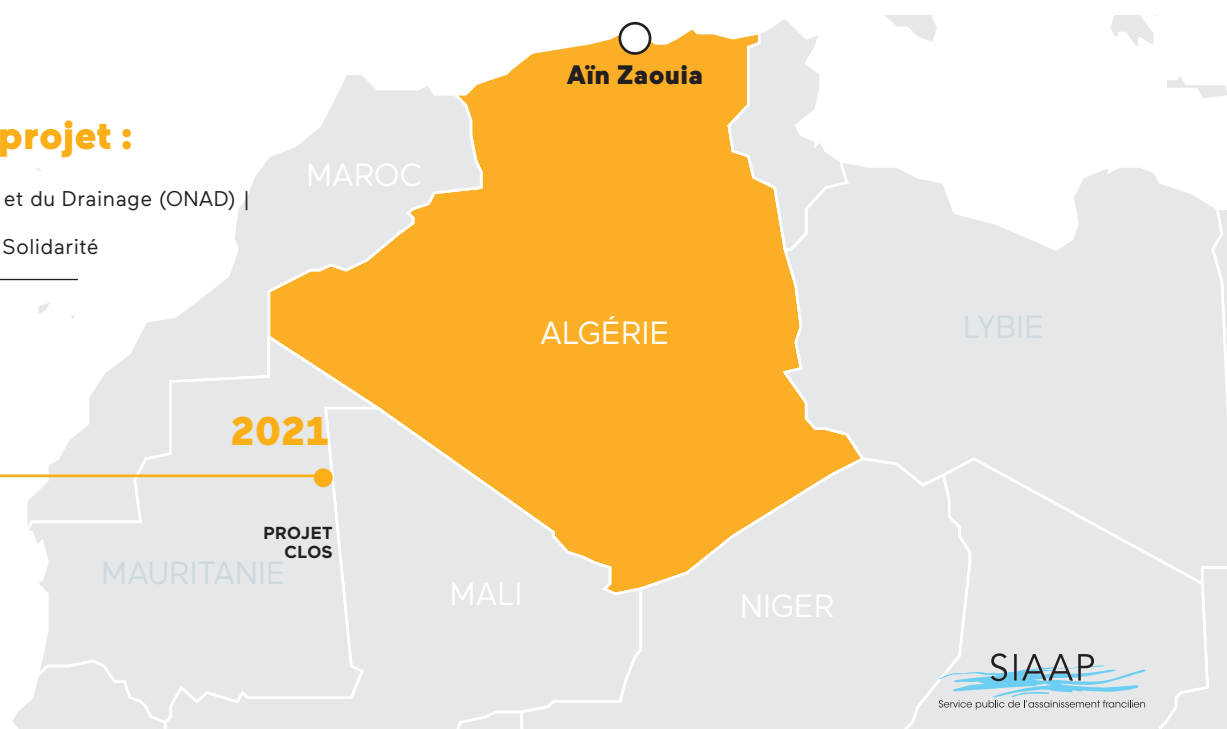 Aïn Zaouia
projet :
MAROC
et du Drainage (ONAD) |
Solidarité
ALGÉRIE
LYBIE
2021
PROJET
CLOS
MAURITANIE
MALI
NIGER
SIAAP
Service public de l'assainissement francilien